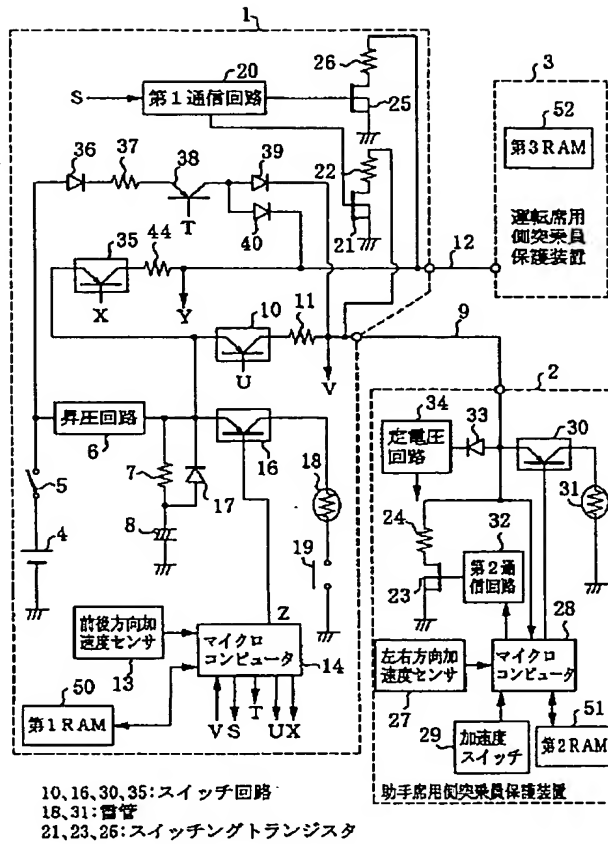 1
20
26
S
第1通信回路
25
3
52
第3RAM
運転席用
側突乗員
保護装置
36
37
38
39
22
T
40
21
35
44
12
X
Y
10
11
9
U
V
2
昇圧回路
6
16
34
定電圧
回路
33
30
5
7
17
18
31
24
32
第2通信
回路
4
8
19
23
28
Z
前後方向加
速度センサ
13
マイクロ
コンピュータ
14
左右方向加
速度センサ
27
マイクロ
コンピュータ
50
第1RAM
V S T U X
29
加速度
スイッチ
51
第2RAM
助手席用側突乗員保護装置
10,16,30,35:スイッチ回路
18,31:雷管
21,23,26:スイッチングトランジスタ